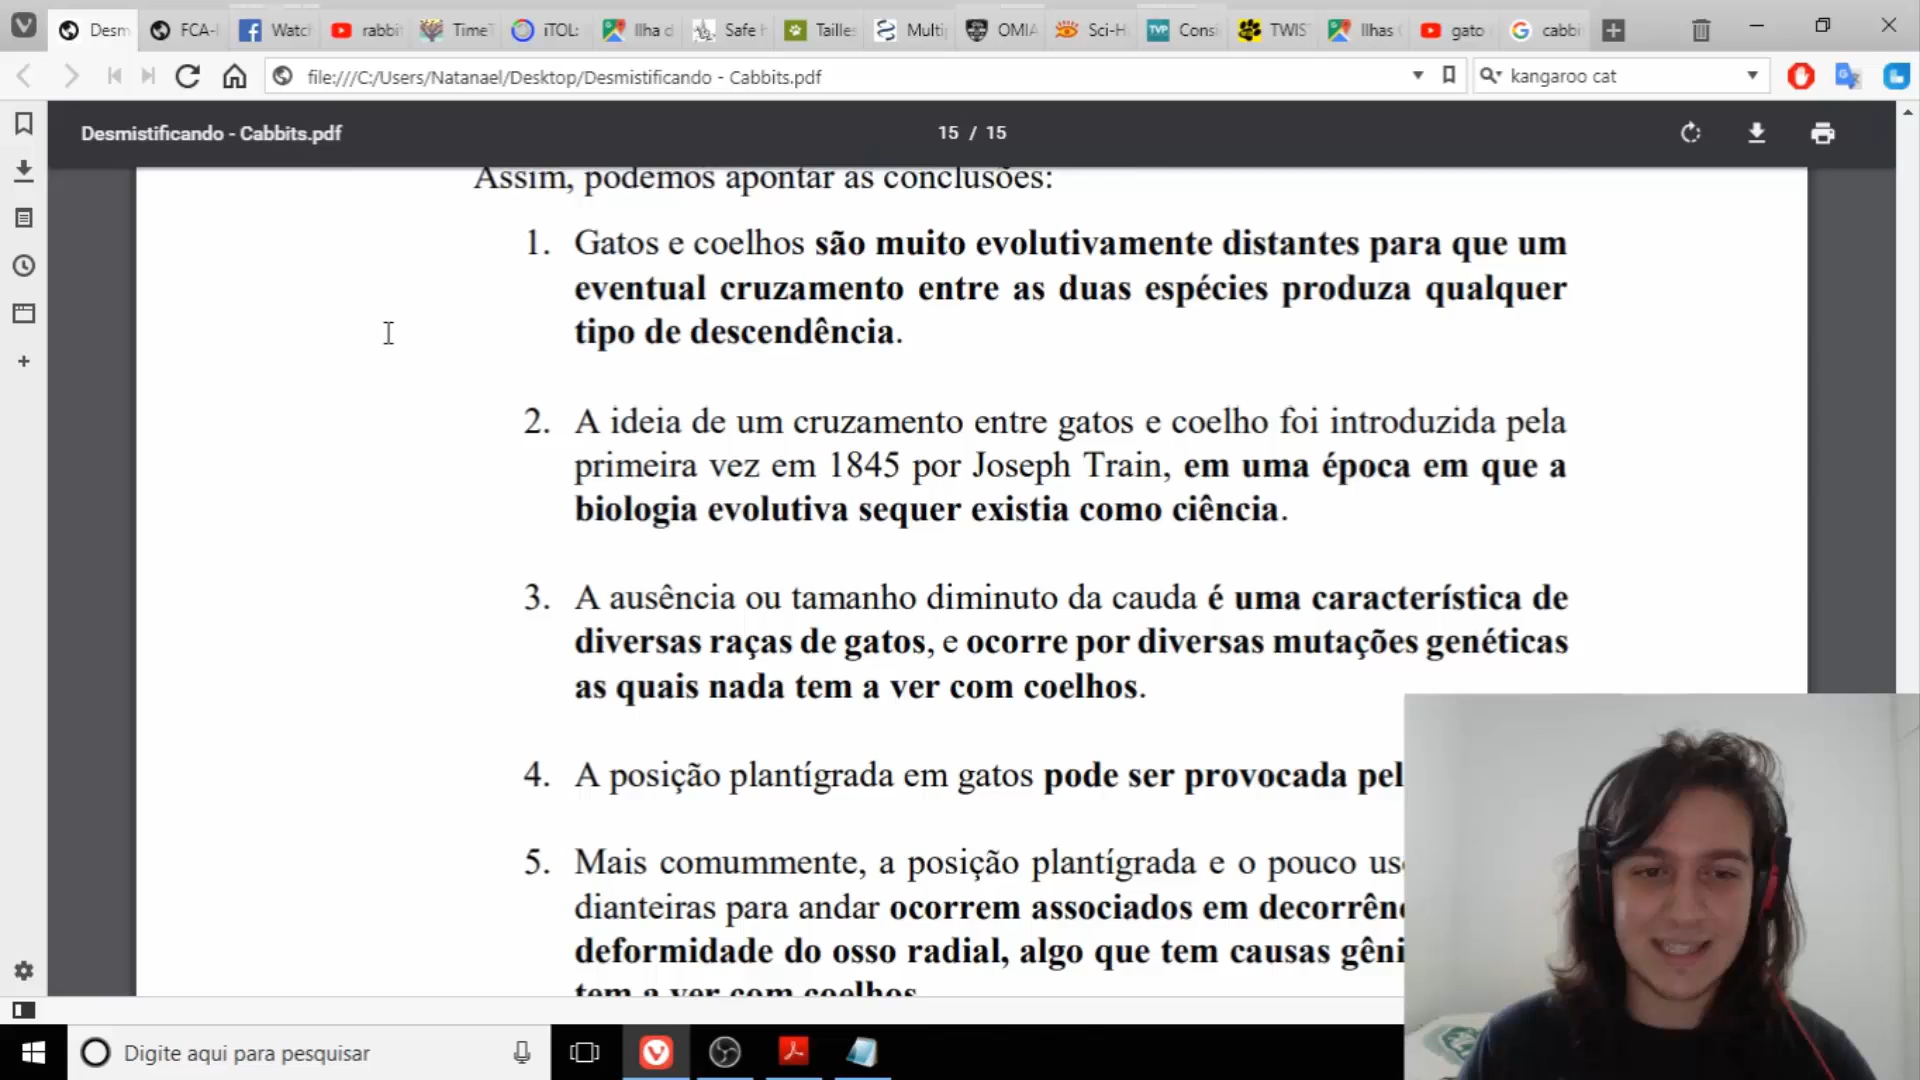 Desm
FCA-
Watch
rabbi
Time
iTOL:
Ilha d
Safe
Tailles
Multi
OMIA
Sci-H
Consi
TWIS
Ilhas
gato
cabbi
file:///C:/Users/Natanael/Desktop/Desmistificando - Cabbits.pdf
kangaroo cat
Desmistificando - Cabbits.pdf
15 / 15
Assim, podemos apontar as conclusões:
1. Gatos e coelhos são muito evolutivamente distantes para que um
eventual cruzamento entre as duas espécies produza qualquer
tipo de descendência.
2. A ideia de um cruzamento entre gatos e coelho foi introduzida pela
primeira vez em 1845 por Joseph Train, em uma época em que a
biologia evolutiva sequer existia como ciência.
3. A ausência ou tamanho diminuto da cauda é uma característica de
diversas raças de gatos, e ocorre por diversas mutações genéticas
as quais nada tem a ver com coelhos.
4. A posição plantígrada em gatos pode ser provocada pel
5. Mais comummente, a posição plantígrada e o pouco us
dianteiras para andar ocorrem associados em decorrên
deformidade do osso radial, algo que tem causas gêni
tem a ver com coelhos
Digite aqui para pesquisar